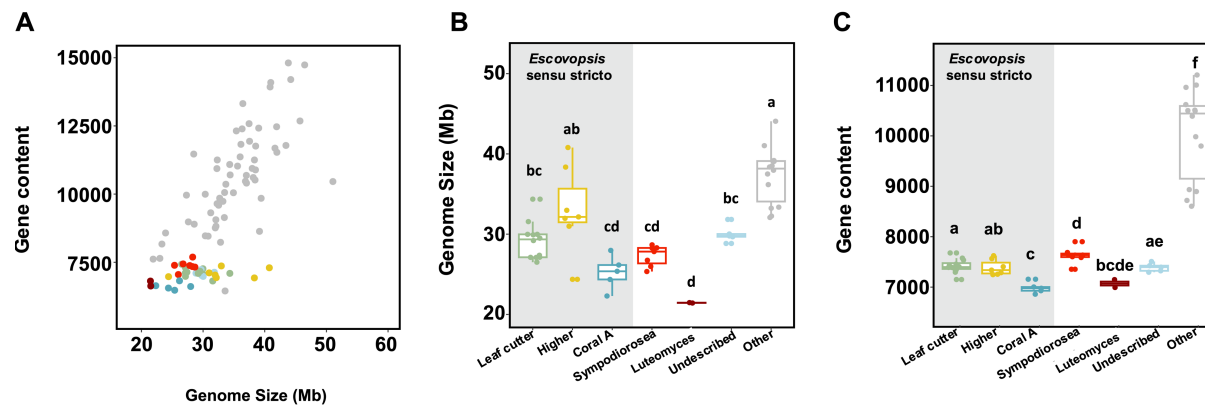 A
15000
12500
10000
7500
Gene content
20
30
40
50
60
Genome Size (Mb)
B
Escovopsis
sensu stricto
50
40
30
20
Genome Size (Mb)
bc
ab
cd
cd
d
bc
a
Leaf cutter
Higher
Coral A
Sympodiorosea
Luteomyces
Undescribed
Other
C
Escovopsis
sensu stricto
11000
10000
9000
8000
7000
Gene content
a
ab
c
d
bcde
ae
f
Leaf cutter
Higher
Coral A
Sympodiorosea
Luteomyces
Undescribed
Other